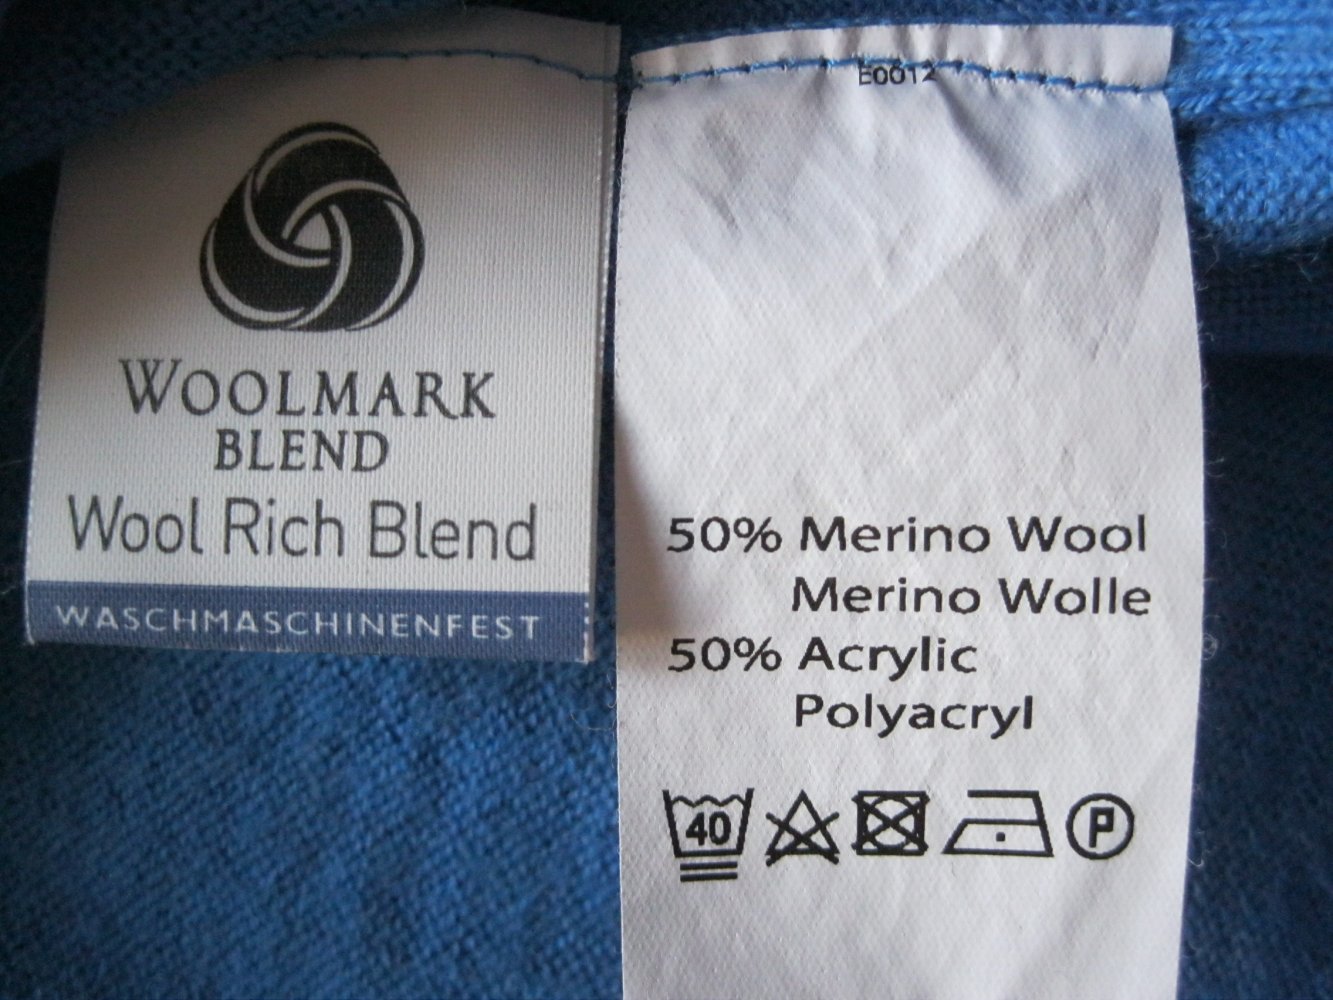 WOOLMARK
BLEND
Wool Rich Blend
WASCHMASCHINENFEST
E0012
50% Merino Wool
Merino Wolle
50% Acrylic
Polyacryl
40 P